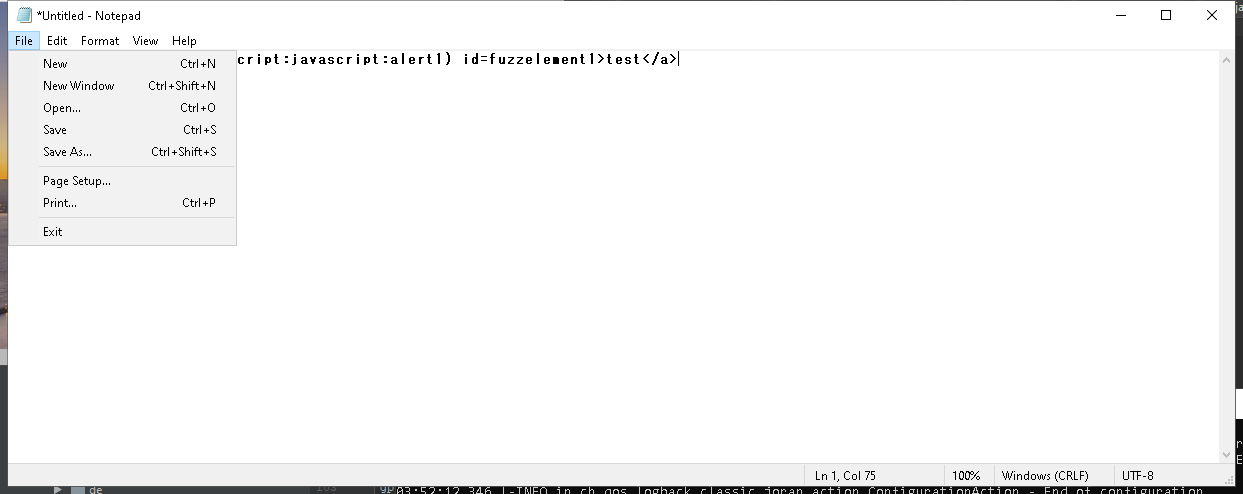 *Untitled - Notepad
File Edit Format View Help
cript:javascript:alert1) id=fuzzelement1>test</a>
New Ctrl+N
New Window Ctrl+Shift+N
Open... Ctrl+O
Save Ctrl+S
Save As... Ctrl+Shift+S
Page Setup...
Print... Ctrl+P
Exit
Ln 1, Col 75 100% Windows (CRLF) UTF-8
de 03:52:12,346 |-INFO in ch.qos.logback.classic.joran.action.ConfigurationAction - End of configuration